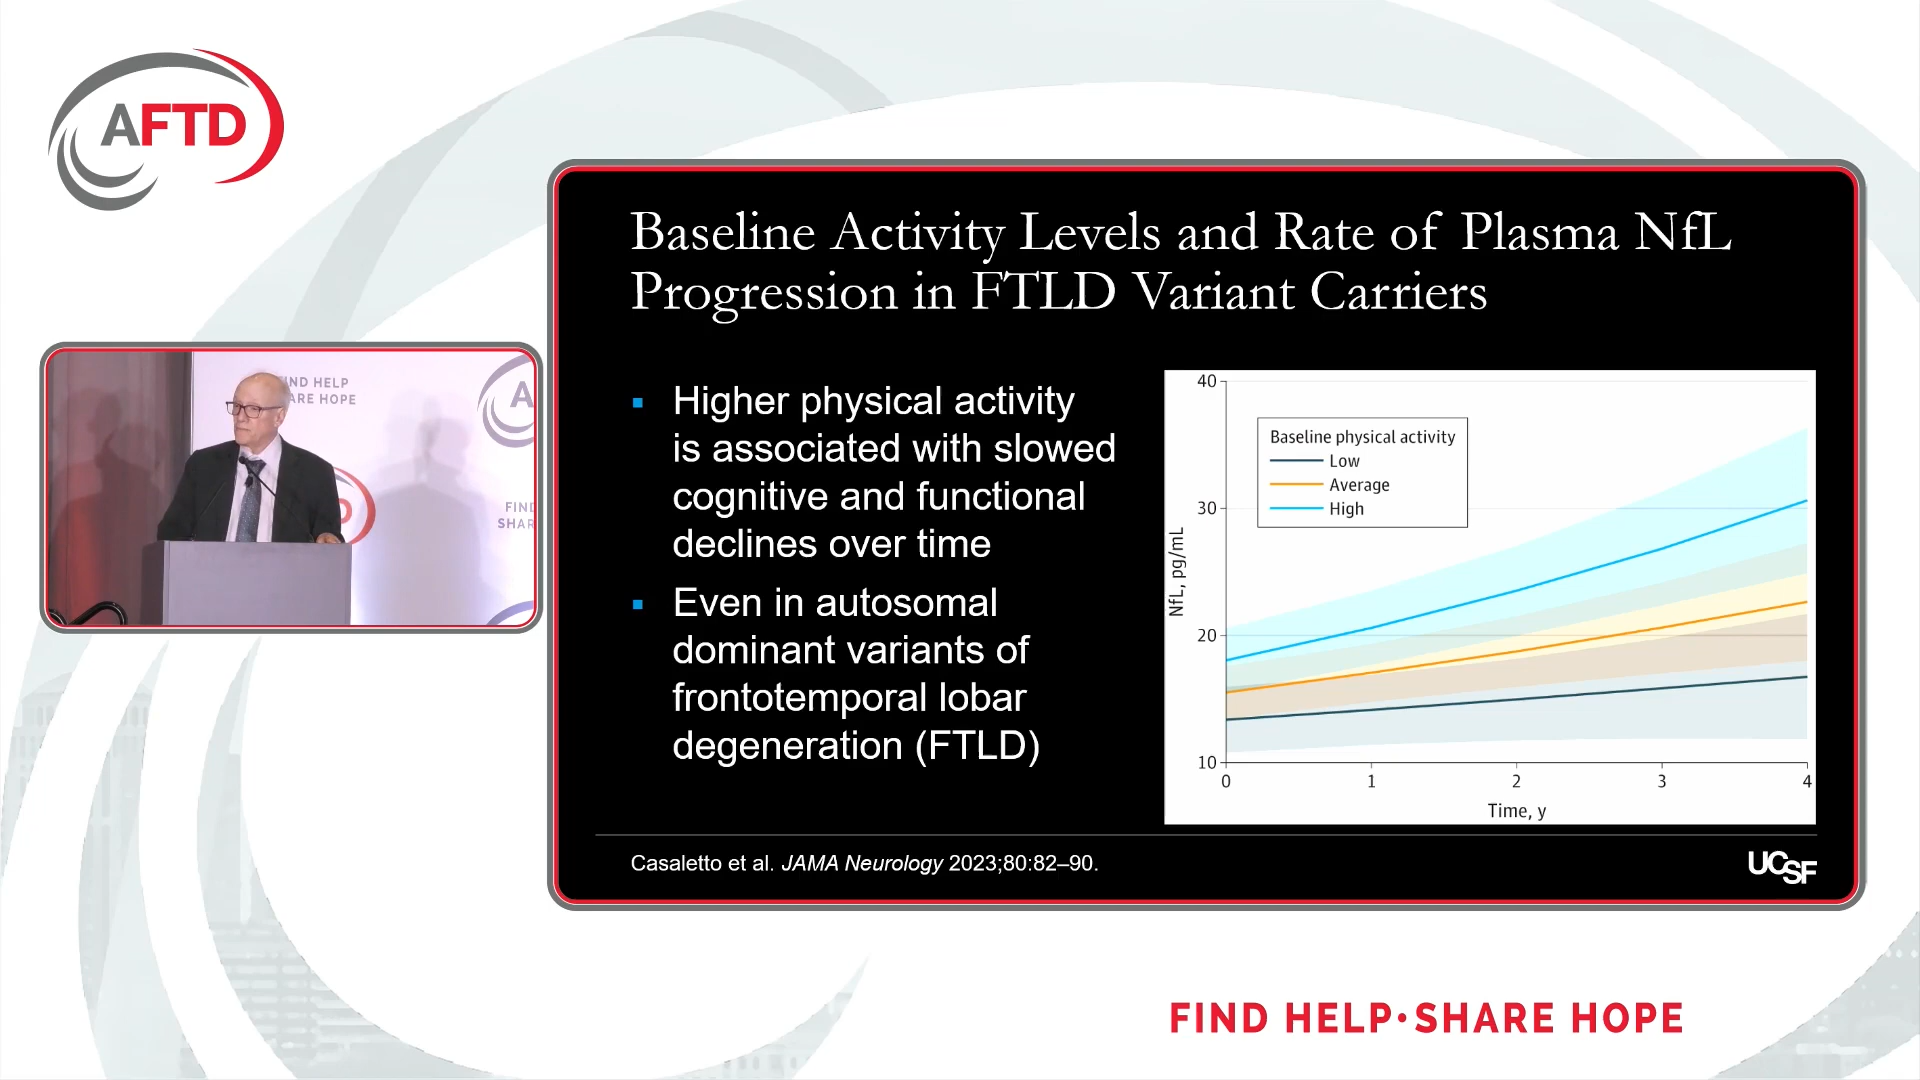 AFTD
Baseline Activity Levels and Rate of Plasma NfL
Progression in FTLD Variant Carriers
▪ Higher physical activity
is associated with slowed
cognitive and functional
declines over time
▪ Even in autosomal
dominant variants of
frontotemporal lobar
degeneration (FTLD)
40
30
20
10
NfL, pg/mL
Baseline physical activity
Low
Average
High
0 1 2 3 4
Time, y
Casaletto et al. JAMA Neurology 2023;80:82–90.
UCSF
IND HELP
ARE HOPE
A
D
FIND
SHAR
FIND HELP•SHARE HOPE